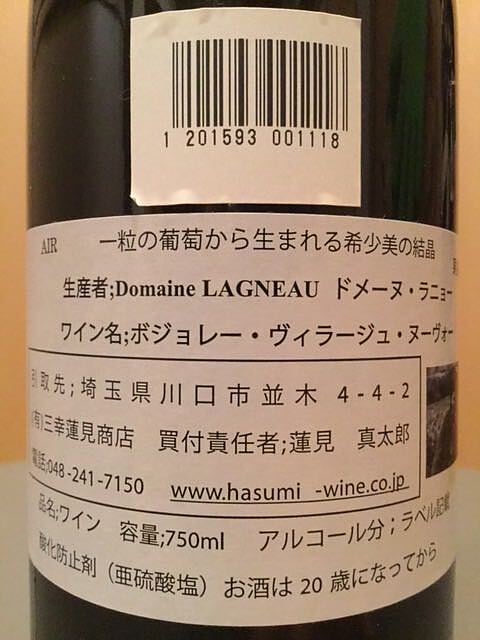 1 201593 001118
AIR 一粒の葡萄から生まれる希少美の結晶
生産者;Domaine LAGNEAU ドメーヌ・ラニョー
ワイン名;ボジョレー・ヴィラージュ・ヌーヴォー
引取先;埼玉県川口市並木 4-4-2
(有)三幸蓮見商店 買付責任者;蓮見 真太郎
電話;048-241-7150 www.hasumi -wine.co.jp
品名;ワイン 容量;750ml アルコール分;ラベル記載
酸化防止剤（亜硫酸塩）お酒は 20 歳になってから